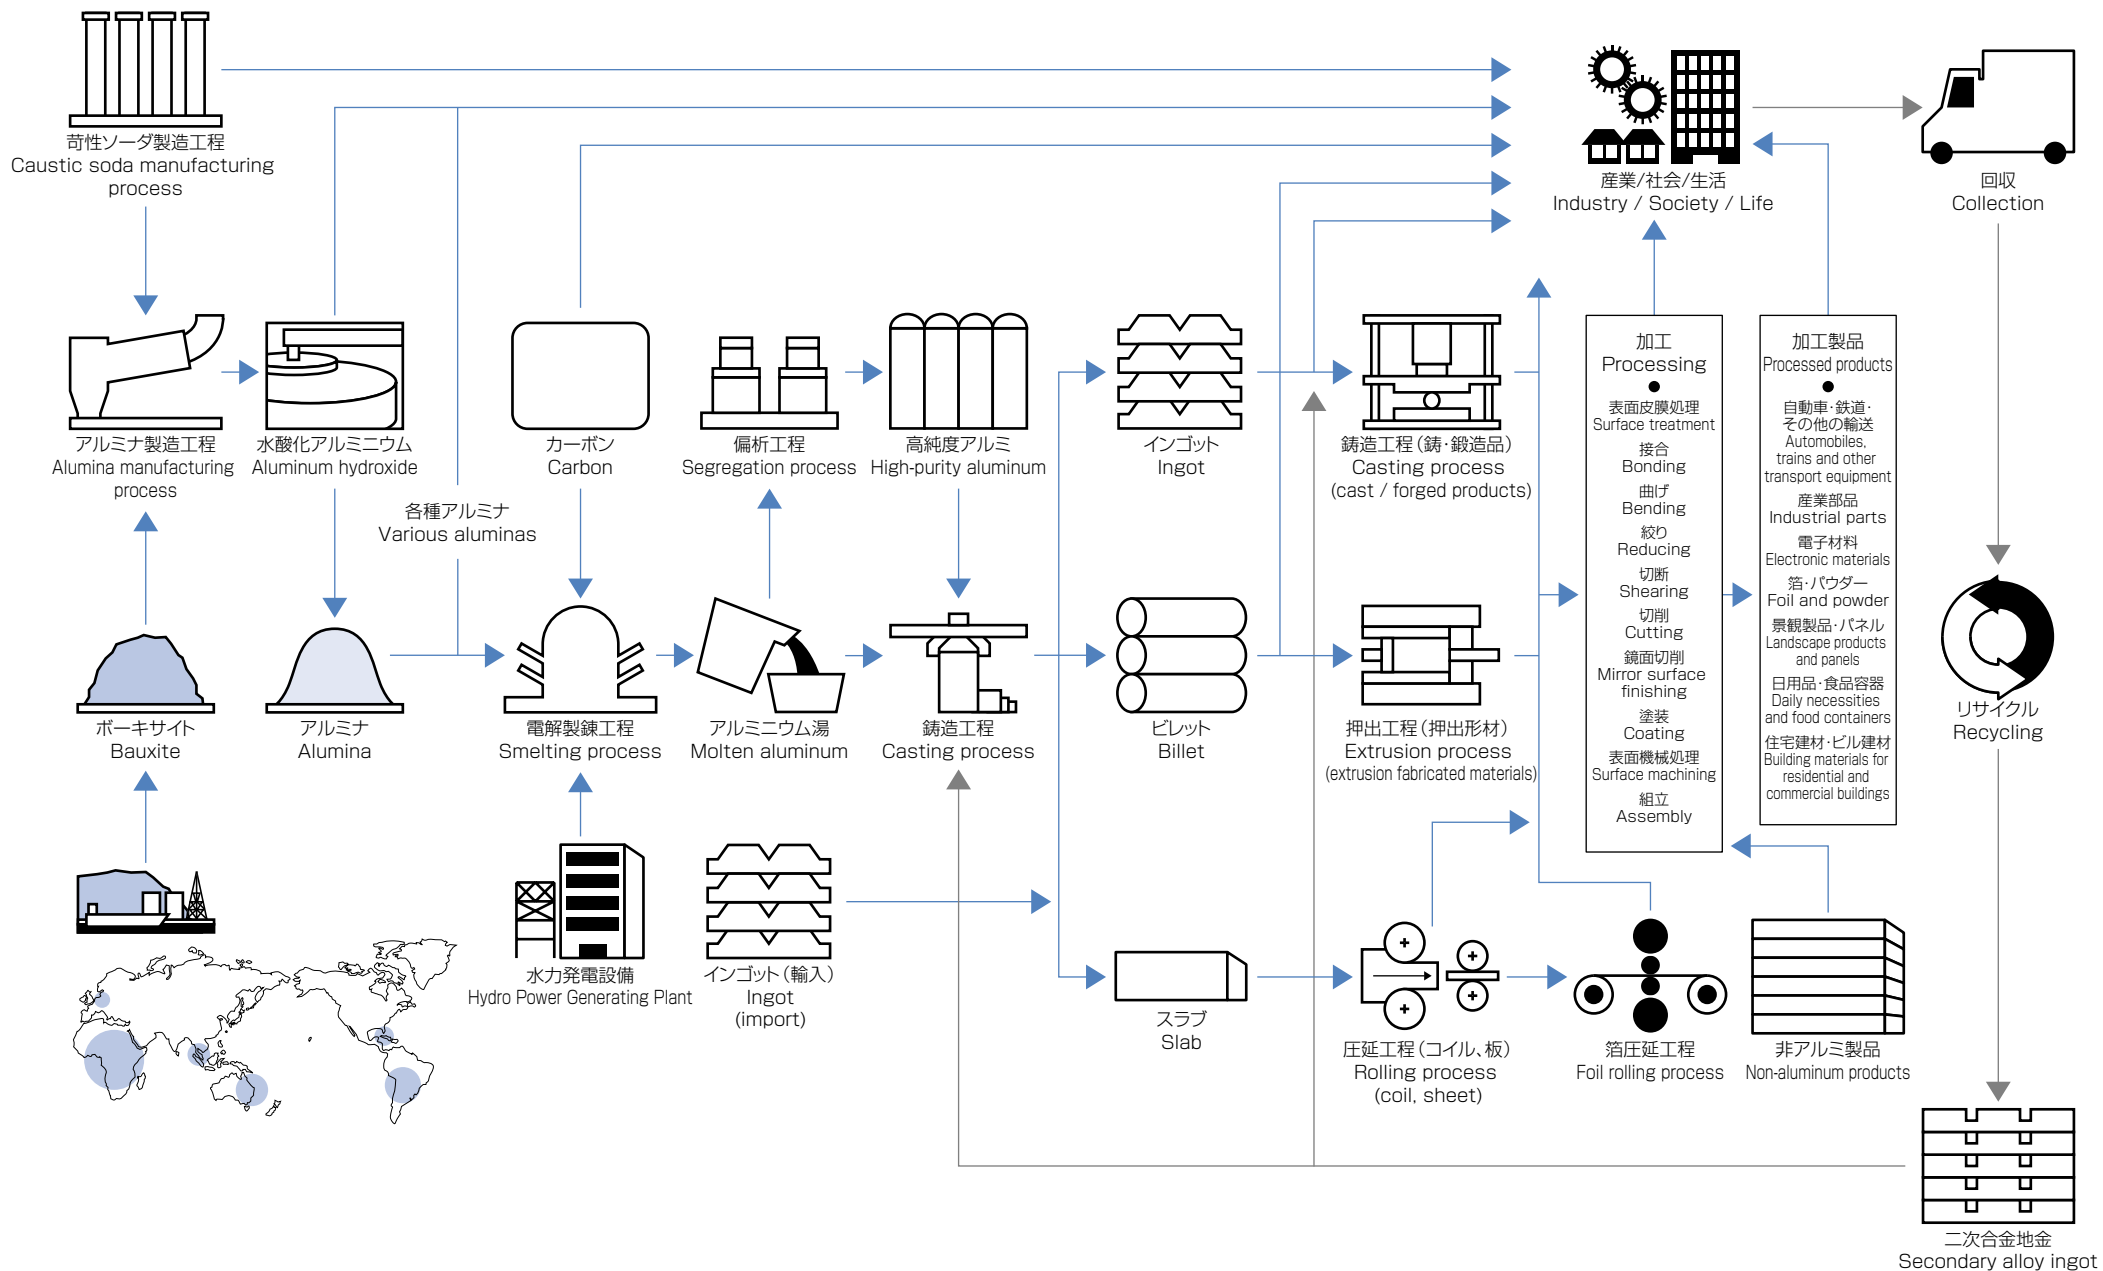 苛性ソーダ製造工程
Caustic soda manufacturing
process
産業/社会/生活
Industry / Society / Life
回収
Collection
アルミナ製造工程
Alumina manufacturing
process
水酸化アルミニウム
Aluminum hydroxide
各種アルミナ
Various aluminas
カーボン
Carbon
偏析工程
Segregation process
高純度アルミ
High-purity aluminum
インゴット
Ingot
鋳造工程（鋳・鍛造品）
Casting process
(cast / forged products)
加工
Processing
●
表面皮膜処理
Surface treatment
接合
Bonding
曲げ
Bending
絞り
Reducing
切断
Shearing
切削
Cutting
鏡面切削
Mirror surface
finishing
塗装
Coating
表面機械処理
Surface machining
組立
Assembly
加工製品
Processed products
●
自動車・鉄道・
その他の輸送
Automobiles,
trains and other
transport equipment
産業部品
Industrial parts
電子材料
Electronic materials
箔・パウダー
Foil and powder
景観製品・パネル
Landscape products
and panels
日用品・食品容器
Daily necessities
and food containers
住宅建材・ビル建材
Building materials for
residential and
commercial buildings
ボーキサイト
Bauxite
アルミナ
Alumina
電解製錬工程
Smelting process
アルミニウム湯
Molten aluminum
鋳造工程
Casting process
ビレット
Billet
押出工程（押出形材）
Extrusion process
(extrusion fabricated materials)
リサイクル
Recycling
水力発電設備
Hydro Power Generating Plant
インゴット（輸入）
Ingot
(import)
スラブ
Slab
圧延工程（コイル、板）
Rolling process
(coil, sheet)
箔圧延工程
Foil rolling process
非アルミ製品
Non-aluminum products
二次合金地金
Secondary alloy ingot